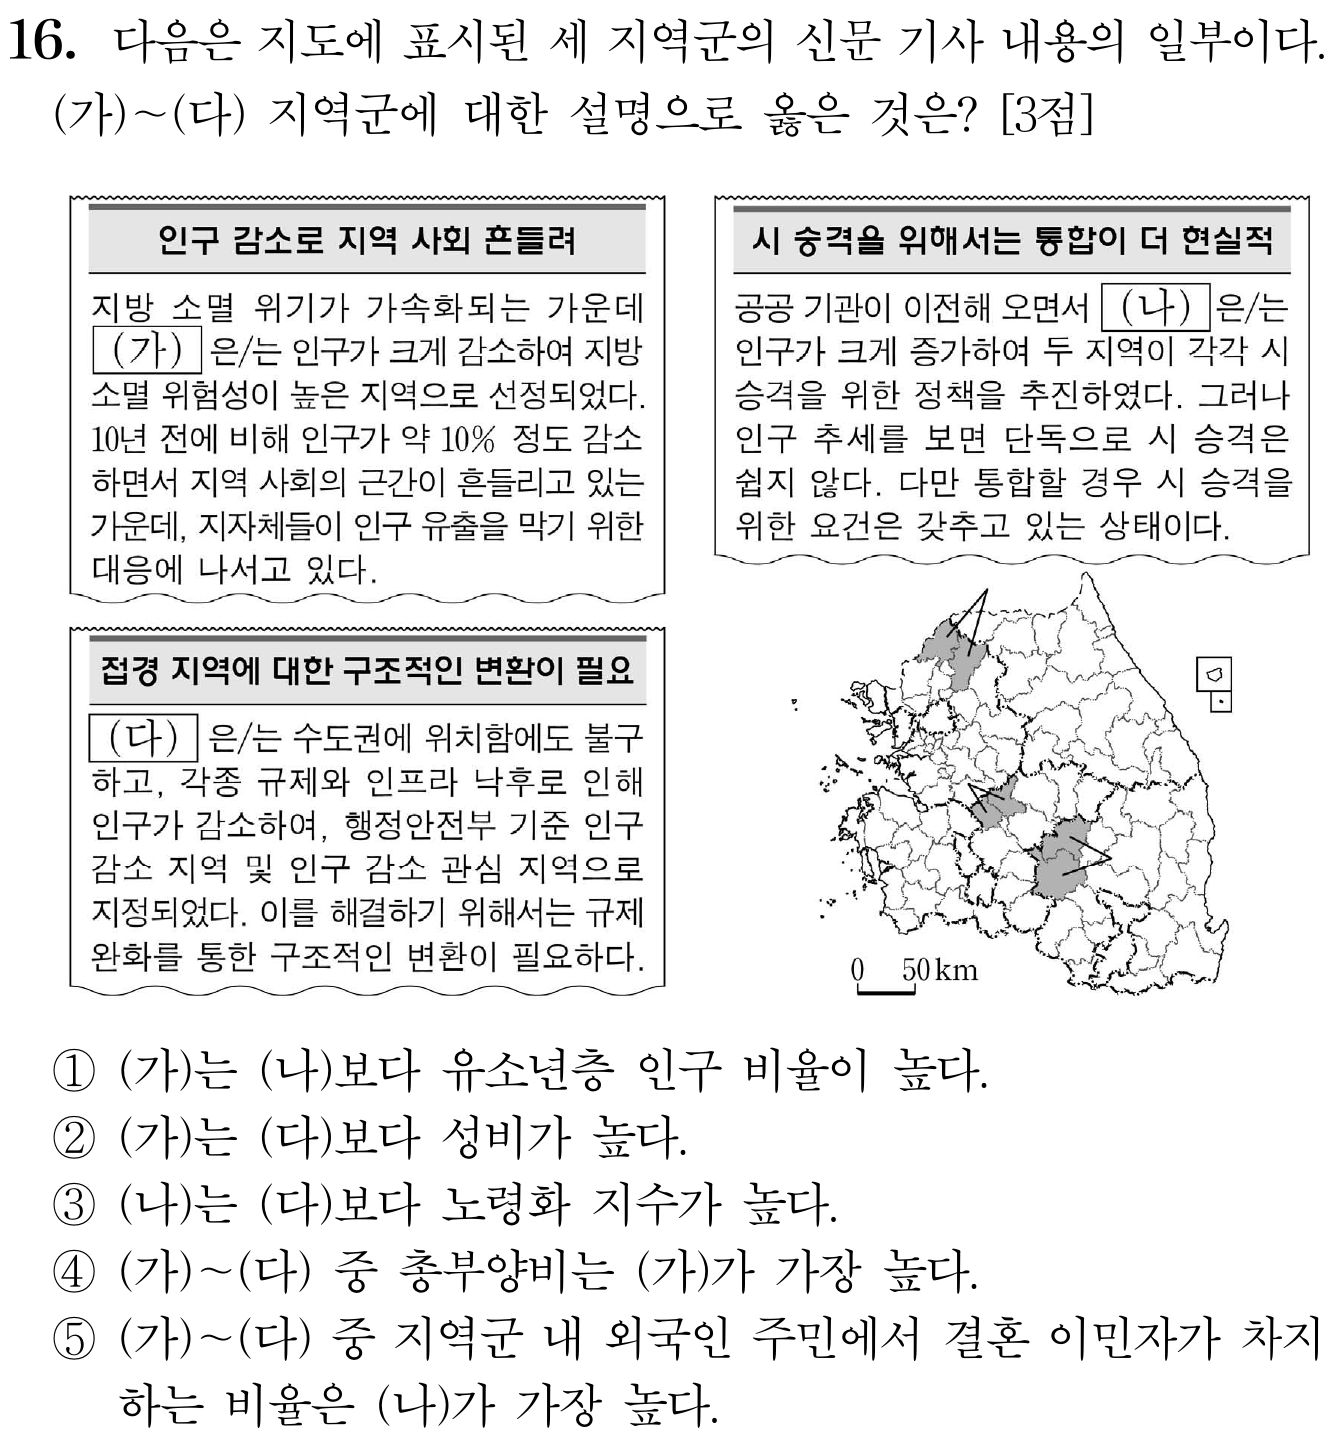 16. 다음은 지도에 표시된 세 지역군의 신문 기사 내용의 일부이다.
(가)~(다) 지역군에 대한 설명으로 옳은 것은? [3점]
인구 감소로 지역 사회 흔들려
지방 소멸 위기가 가속화되는 가운데
(가) 은/는 인구가 크게 감소하여 지방
소멸 위험성이 높은 지역으로 선정되었다.
10년 전에 비해 인구가 약 10% 정도 감소
하면서 지역 사회의 근간이 흔들리고 있는
가운데, 지자체들이 인구 유출을 막기 위한
대응에 나서고 있다.
시 승격을 위해서는 통합이 더 현실적
공공 기관이 이전해 오면서 (나) 은/는
인구가 크게 증가하여 두 지역이 각각 시
승격을 위한 정책을 추진하였다. 그러나
인구 추세를 보면 단독으로 시 승격은
쉽지 않다. 다만 통합할 경우 시 승격을
위한 요건은 갖추고 있는 상태이다.
접경 지역에 대한 구조적인 변환이 필요
(다) 은/는 수도권에 위치함에도 불구
하고, 각종 규제와 인프라 낙후로 인해
인구가 감소하여, 행정안전부 기준 인구
감소 지역 및 인구 감소 관심 지역으로
지정되었다. 이를 해결하기 위해서는 규제
완화를 통한 구조적인 변환이 필요하다.
0 50km
① (가)는 (나)보다 유소년층 인구 비율이 높다.
② (가)는 (다)보다 성비가 높다.
③ (나)는 (다)보다 노령화 지수가 높다.
④ (가)~(다) 중 총부양비는 (가)가 가장 높다.
⑤ (가)~(다) 중 지역군 내 외국인 주민에서 결혼 이민자가 차지
하는 비율은 (나)가 가장 높다.